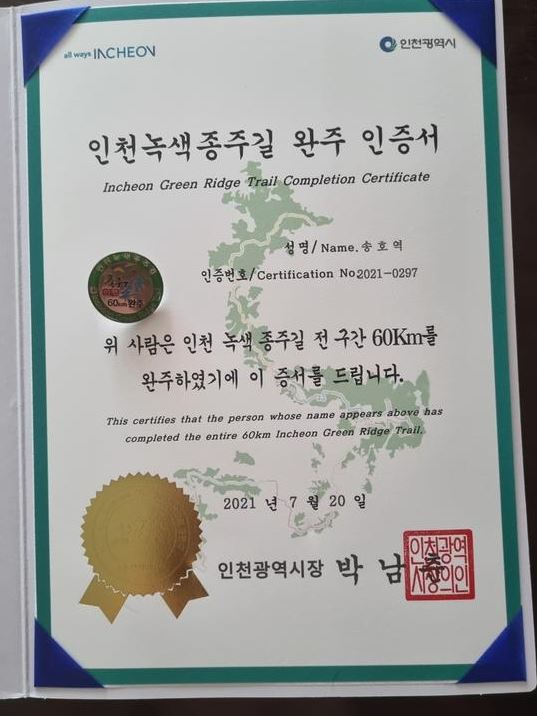 all ways INCHEON
인천광역시
인천녹색종주길 완주 인증서
Incheon Green Ridge Trail Completion Certificate
성명/Name. 송호역
인증번호/Certification No 2021-0297
60km완주
위 사람은 인천 녹색 종주길 전 구간 60Km를
완주하였기에 이 증서를 드립니다.
This certifies that the person whose name appears above has
completed the entire 60km Incheon Green Ridge Trail.
2021 년 7 월 20 일
인천광역시장 박 남 춘
인천광역
시장의인